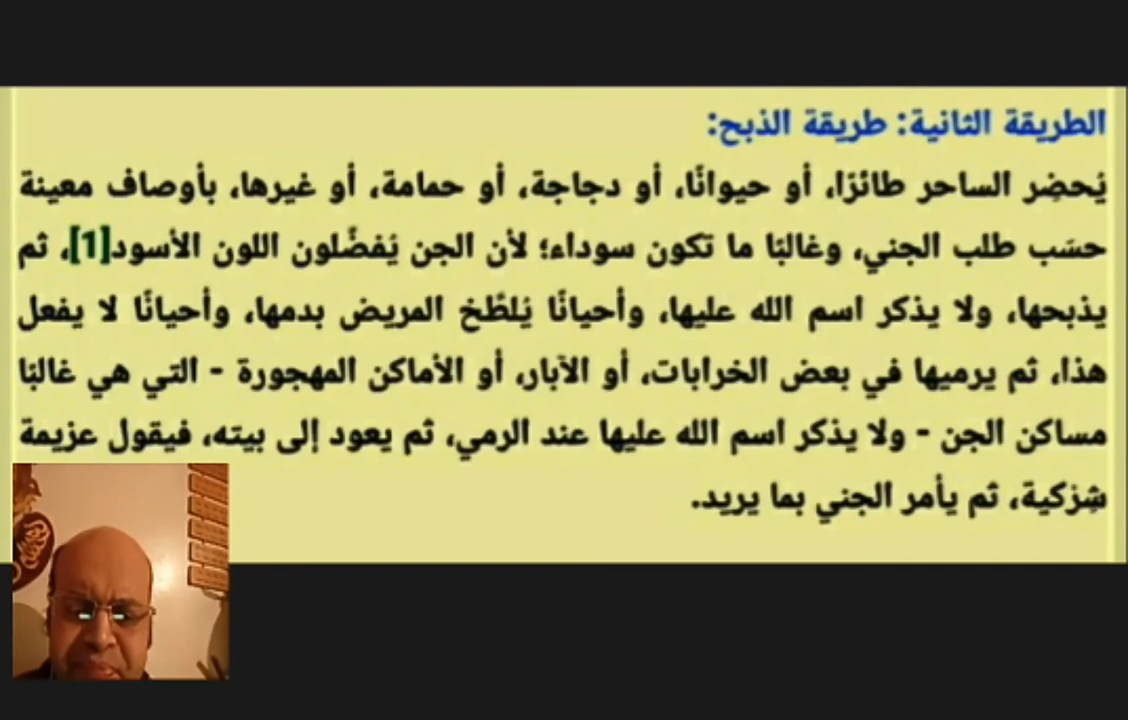 الطريقة الثانية: طريقة الذبح:
يُحضِر الساحر طائرًا، أو حيوانًا، أو دجاجة، أو حمامة، أو غيرها، بأوصاف معينة
حسَب طلب الجني، وغالبًا ما تكون سوداء؛ لأن الجن يُفضِّلون اللون الأسود[1]، ثم
يذبحها، ولا يذكر اسم الله عليها، وأحيانًا يُلطِّخ المريض بدمها، وأحيانًا لا يفعل
هذا، ثم يرميها في بعض الخرابات، أو الآبار، أو الأماكن المهجورة - التي هي غالبًا
مساكن الجن - ولا يذكر اسم الله عليها عند الرمي، ثم يعود إلى بيته، فيقول عزيمة
شِركية، ثم يأمر الجني بما يريد.